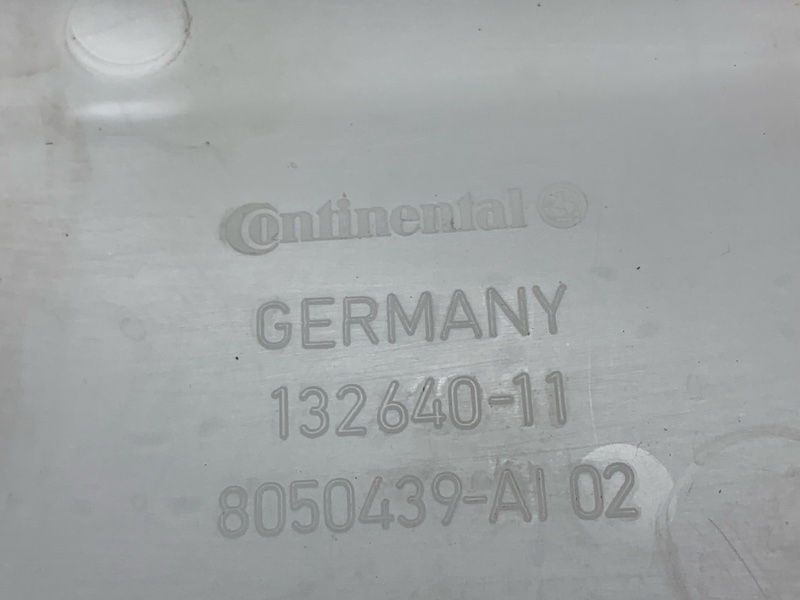 Continental
GERMANY
132640-11
8050439-AI 02